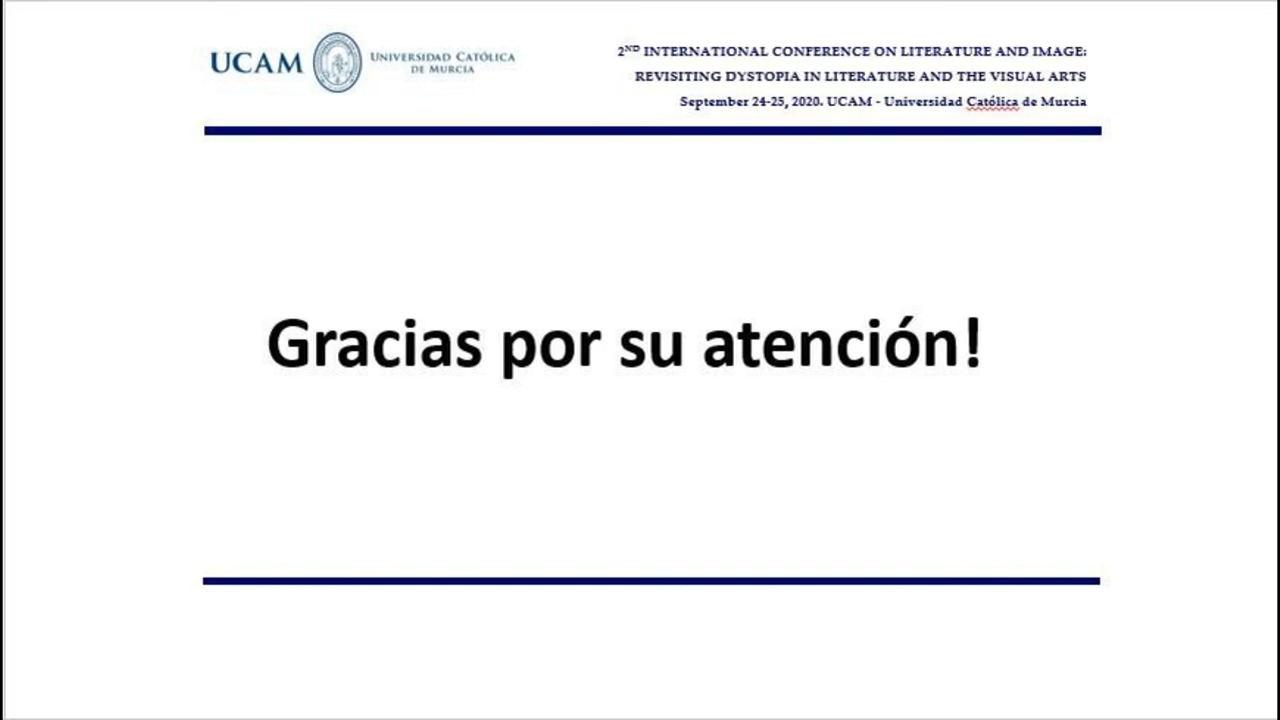 UCAM
UNIVERSIDAD CATÓLICA
DE MURCIA
2ND INTERNATIONAL CONFERENCE ON LITERATURE AND IMAGE:
REVISITING DYSTOPIA IN LITERATURE AND THE VISUAL ARTS
September 24-25, 2020. UCAM - Universidad Católica de Murcia
Gracias por su atención!